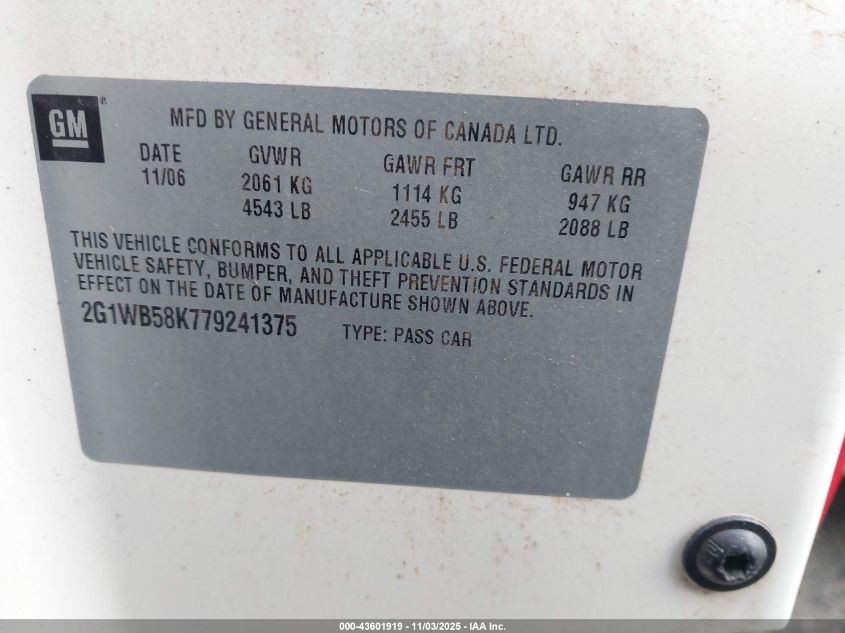 GM®
MFD BY GENERAL MOTORS OF CANADA LTD.
DATE GVWR GAWR FRT GAWR RR
11/06 2061 KG 1114 KG 947 KG
4543 LB 2455 LB 2088 LB
THIS VEHICLE CONFORMS TO ALL APPLICABLE U.S. FEDERAL MOTOR
VEHICLE SAFETY, BUMPER, AND THEFT PREVENTION STANDARDS IN
EFFECT ON THE DATE OF MANUFACTURE SHOWN ABOVE.
2G1WB58K779241375 TYPE: PASS CAR
000-43601919 - 11/03/2025 - IAA Inc.